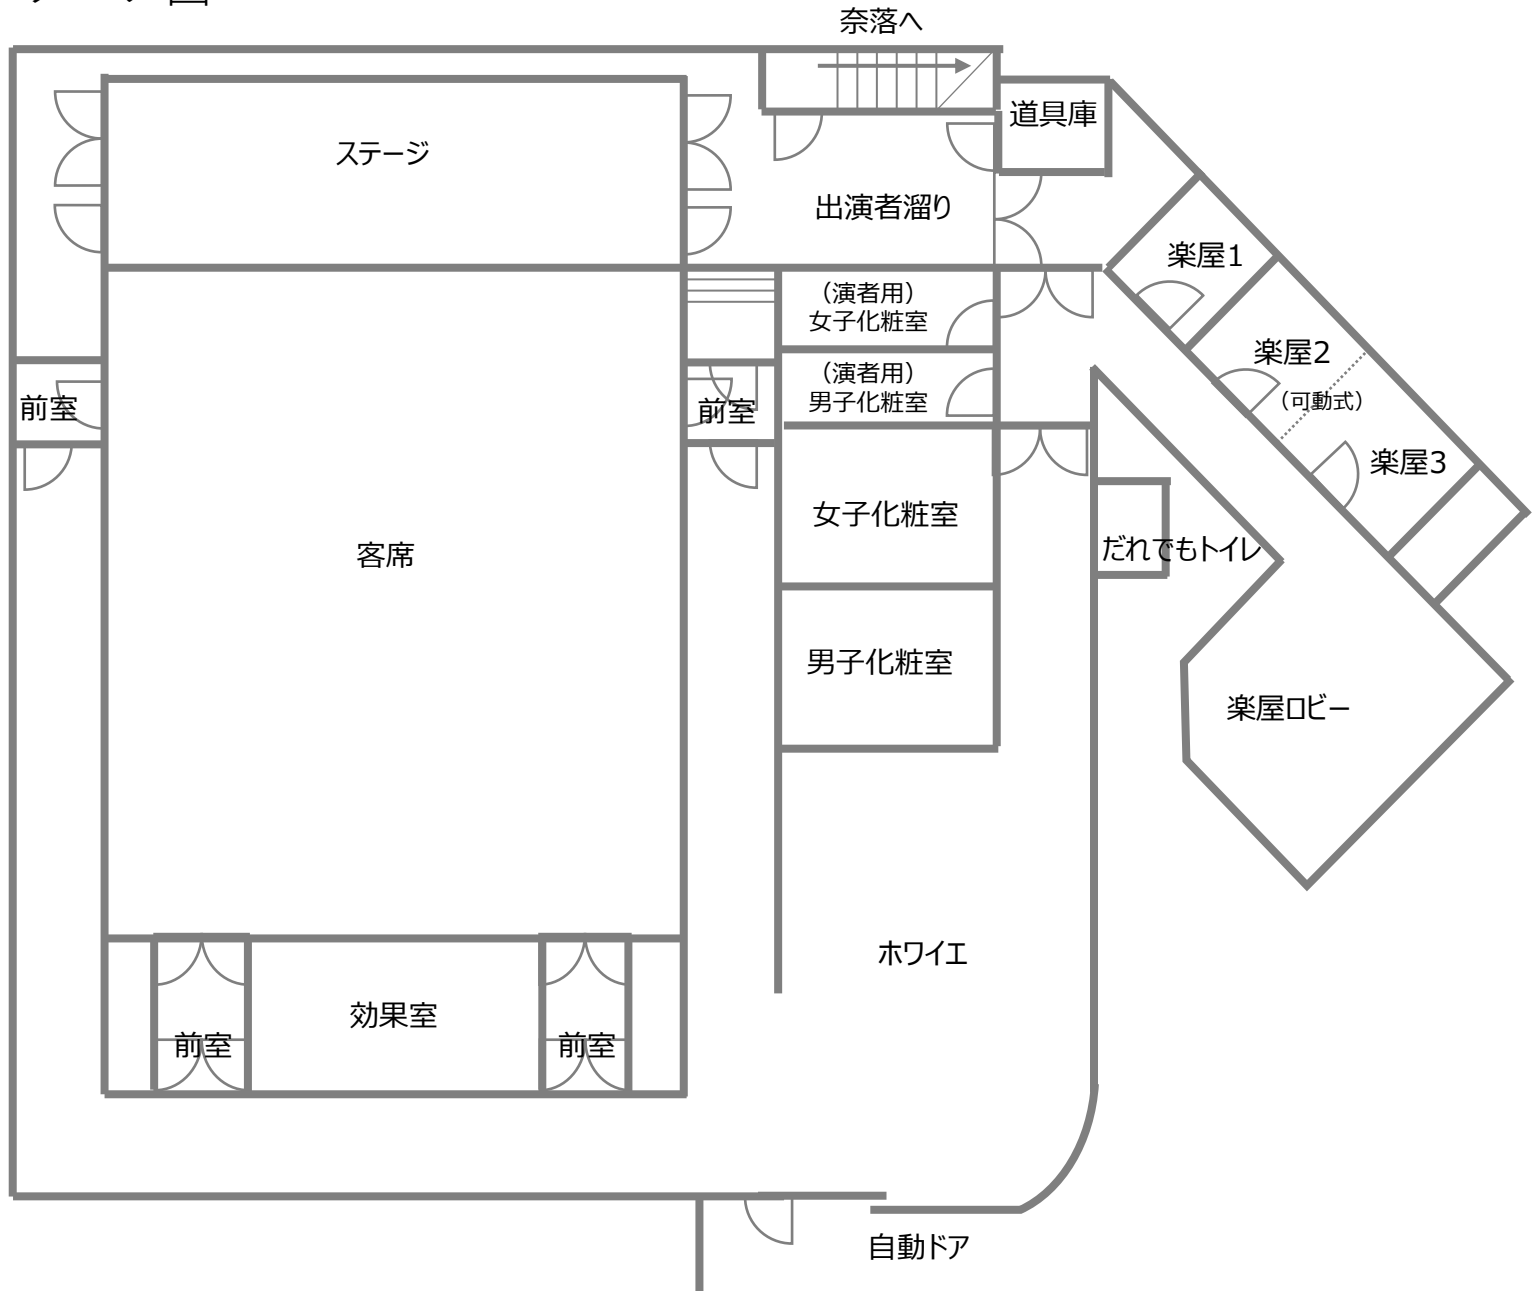 奈落へ
道具庫
ステージ
出演者溜り
楽屋1
（演者用）
女子化粧室
楽屋2
（可動式）
（演者用）
男子化粧室
前室
前室
楽屋3
女子化粧室
客席
だれでもトイレ
男子化粧室
楽屋ロビー
ホワイエ
効果室
前室
前室
自動ドア